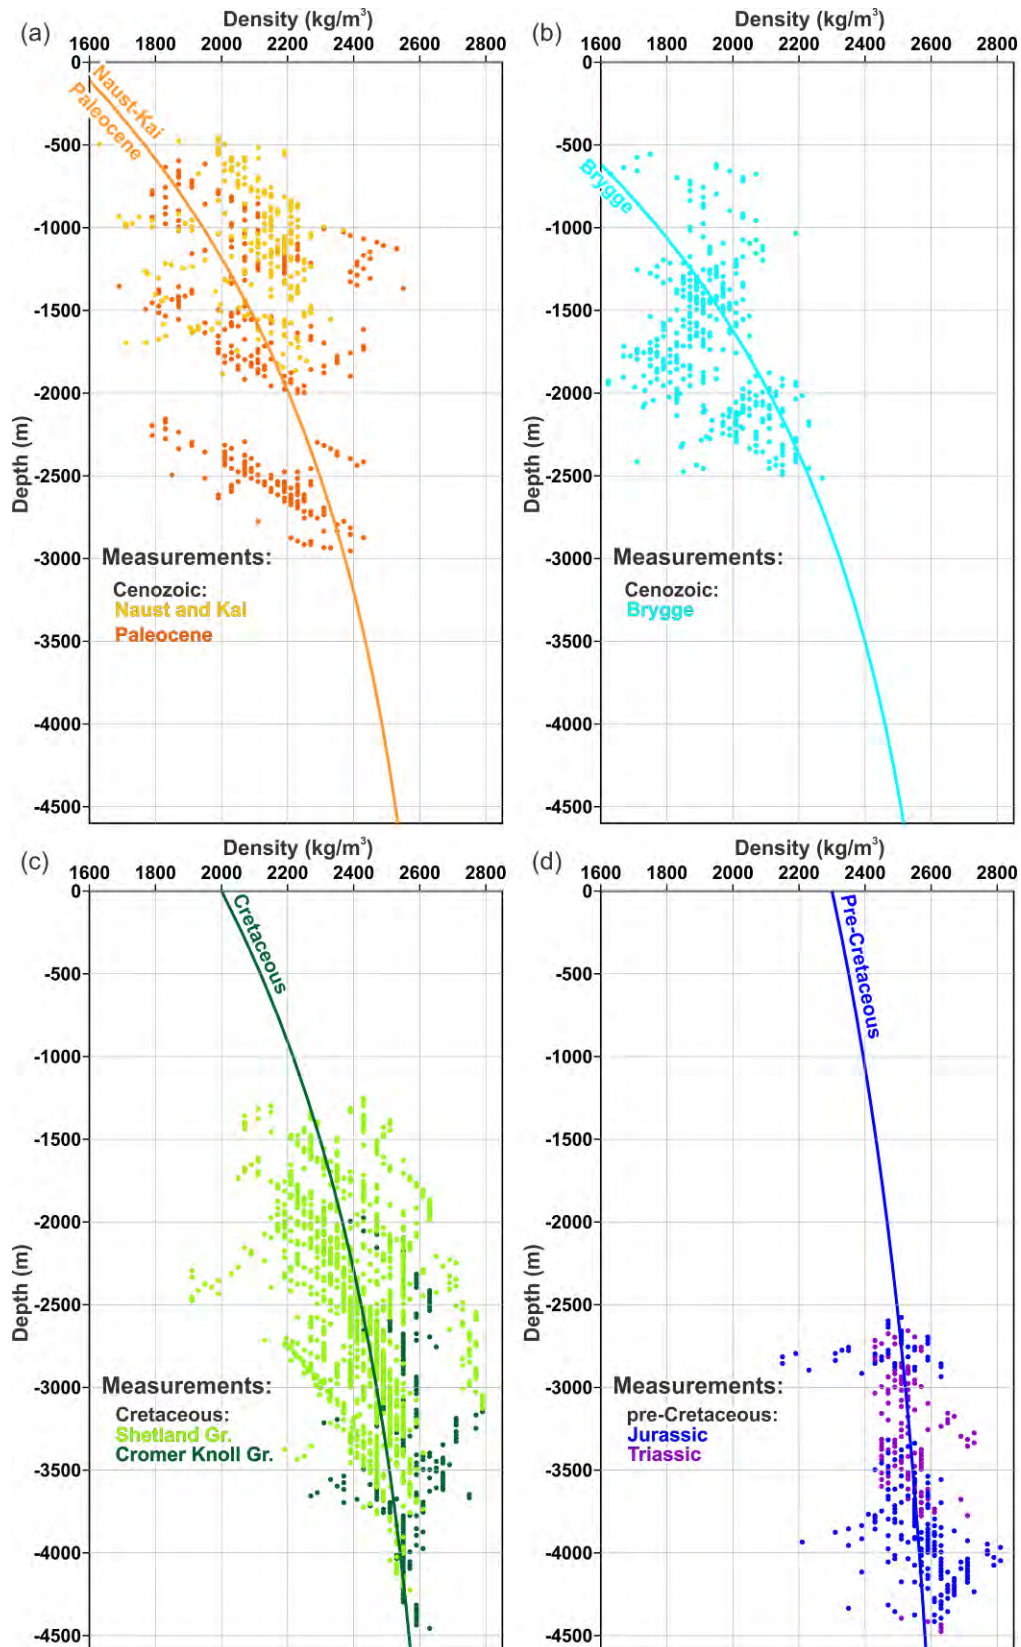 Density (kg/m³)
(a)
1600 1800 2000 2200 2400 2600 2800
0
-500
-1000
-1500
-2000
-2500
-3000
-3500
-4000
-4500
Depth (m)
Naust-Kai
Paleocene
Measurements:
Cenozoic:
Naust and Kai
Paleocene
Density (kg/m³)
(b)
1600 1800 2000 2200 2400 2600 2800
0
-500
-1000
-1500
-2000
-2500
-3000
-3500
-4000
-4500
Depth (m)
Brygge
Measurements:
Cenozoic:
Brygge
Density (kg/m³)
(c)
1600 1800 2000 2200 2400 2600 2800
0
-500
-1000
-1500
-2000
-2500
-3000
-3500
-4000
-4500
Depth (m)
Cretaceous
Measurements:
Cretaceous:
Shetland Gr.
Cromer Knoll Gr.
Density (kg/m³)
(d)
1600 1800 2000 2200 2400 2600 2800
0
-500
-1000
-1500
-2000
-2500
-3000
-3500
-4000
-4500
Depth (m)
Pre-Cretaceous
Measurements:
pre-Cretaceous:
Jurassic
Triassic